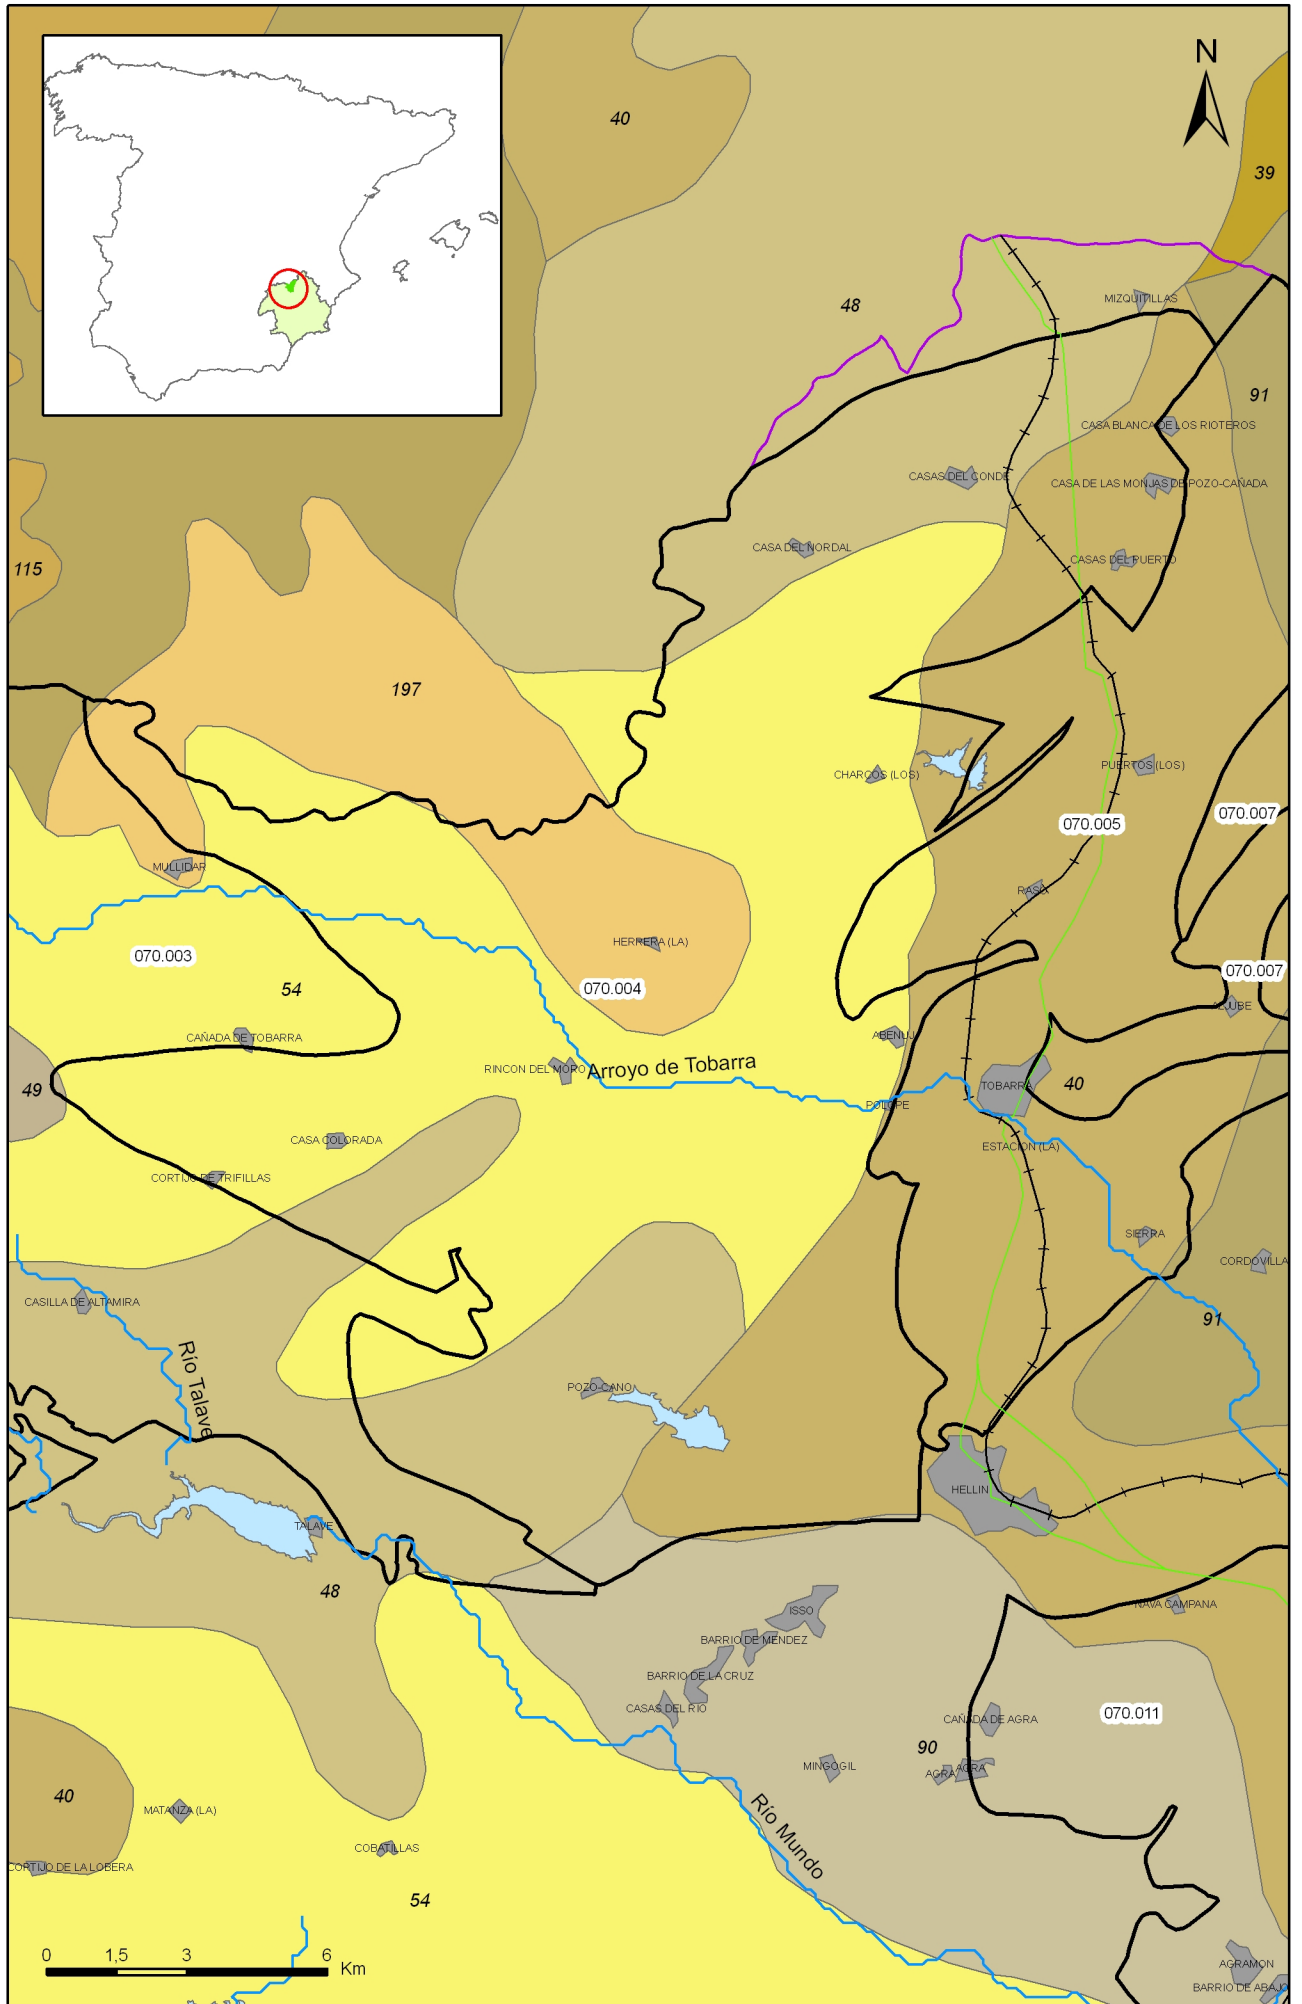 N
40
39
48
MIZQUITILLAS
91
CASA BLANCA DE LOS RIOTEROS
CASAS DEL CONDE
CASA DE LAS MONJAS DE POZO-CAÑADA
CASA DEL ÑORDAL
CASAS DEL PUERTO
115
197
CHARCOS (LOS)
PUERTOS (LOS)
070.007
070.005
MULLIDAR
RASO
HERRERA (LA)
070.003
070.007
54
070.004
ALJUBE
CAÑADA DE TOBARRA
ABENUJ
RINCON DEL MORO
Arroyo de Tobarra
49
TOBARRA
40
POLOPE
CASA COLORADA
ESTACION (LA)
CORTIJO DE TRIFILLAS
SIERRA
CORDOVILLA
CASILLA DE ALTAMIRA
91
Río Talave
POZO-CANO
HELLIN
TALAVE
48
NAVA CAMPANA
ISSO
BARRIO DE MENDEZ
BARRIO DE LA CRUZ
CASAS DEL RIO
CAÑADA DE AGRA
070.011
90
MINGOGIL
AGRA
AGRA
40
MATANZA (LA)
Río Mundo
COBATILLAS
CORTIJO DE LA LOBERA
54
0 1,5 3 6
Km
AGRAMON
BARRIO DE ABAJO